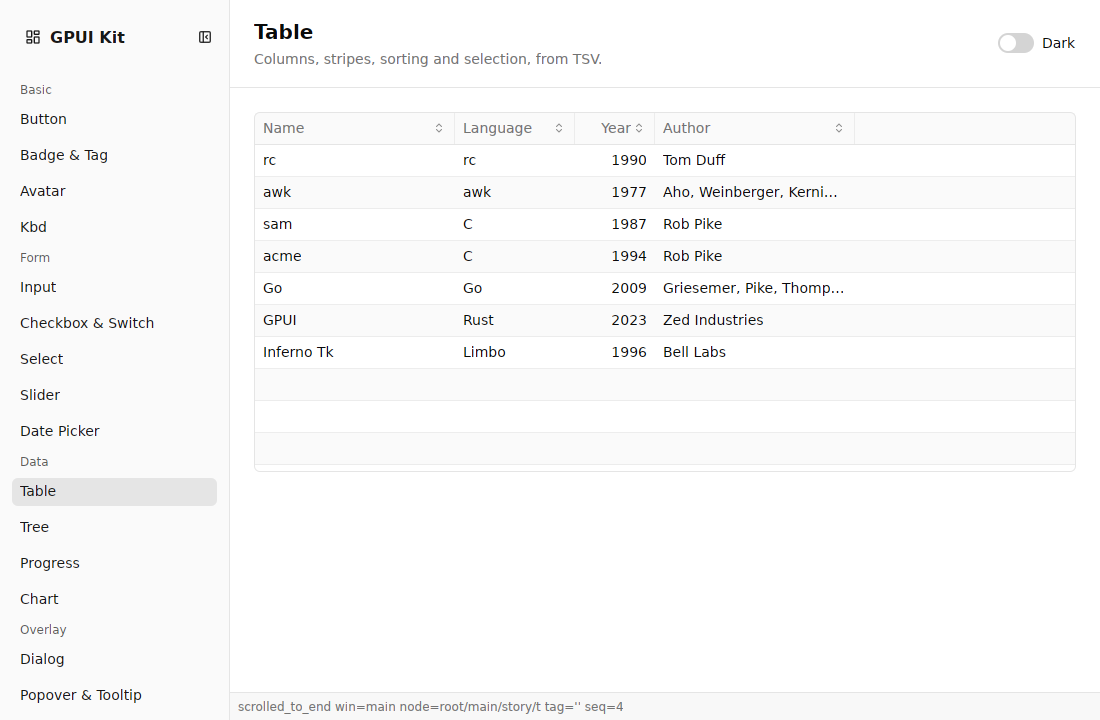 GPUI Kit
Basic
Button
Badge & Tag
Avatar
Kbd
Form
Input
Checkbox & Switch
Select
Slider
Date Picker
Data
Table
Tree
Progress
Chart
Overlay
Dialog
Popover & Tooltip
Table
Columns, stripes, sorting and selection, from TSV.
Dark
Name Language Year Author
rc rc 1990 Tom Duff
awk awk 1977 Aho, Weinberger, Kerni...
sam C 1987 Rob Pike
acme C 1994 Rob Pike
Go Go 2009 Griesemer, Pike, Thomp...
GPUI Rust 2023 Zed Industries
Inferno Tk Limbo 1996 Bell Labs
scrolled_to_end win=main node=root/main/story/t tag='' seq=4